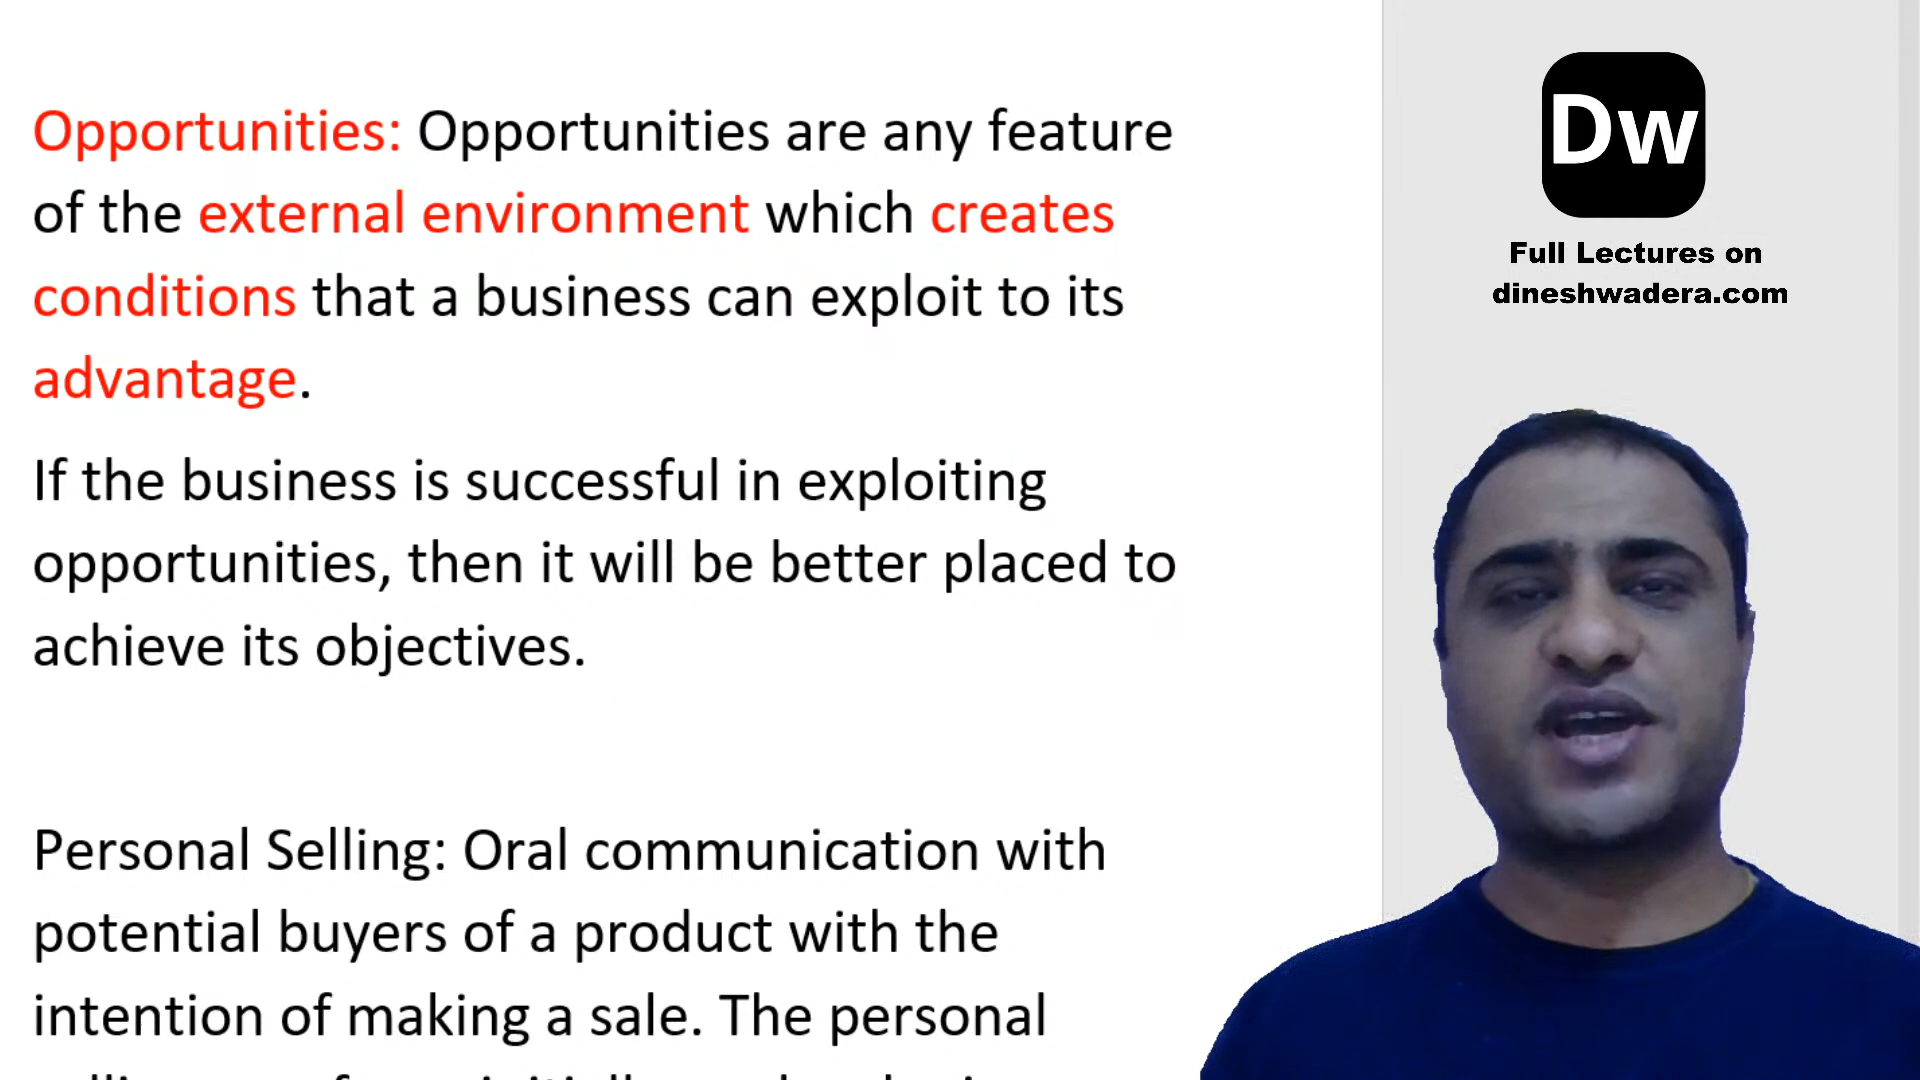 Opportunities: Opportunities are any feature
of the external environment which creates
conditions that a business can exploit to its
advantage.
If the business is successful in exploiting
opportunities, then it will be better placed to
achieve its objectives.
Personal Selling: Oral communication with
potential buyers of a product with the
intention of making a sale. The personal
Dw
Full Lectures on
dineshwadera.com